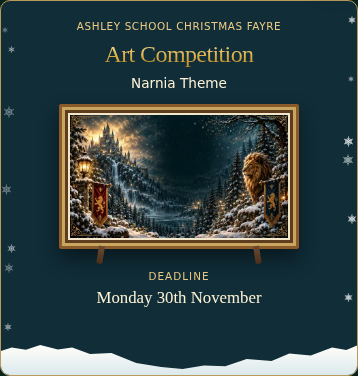 ASHLEY SCHOOL CHRISTMAS FAYRE
Art Competition
Narnia Theme
DEADLINE
Monday 30th November